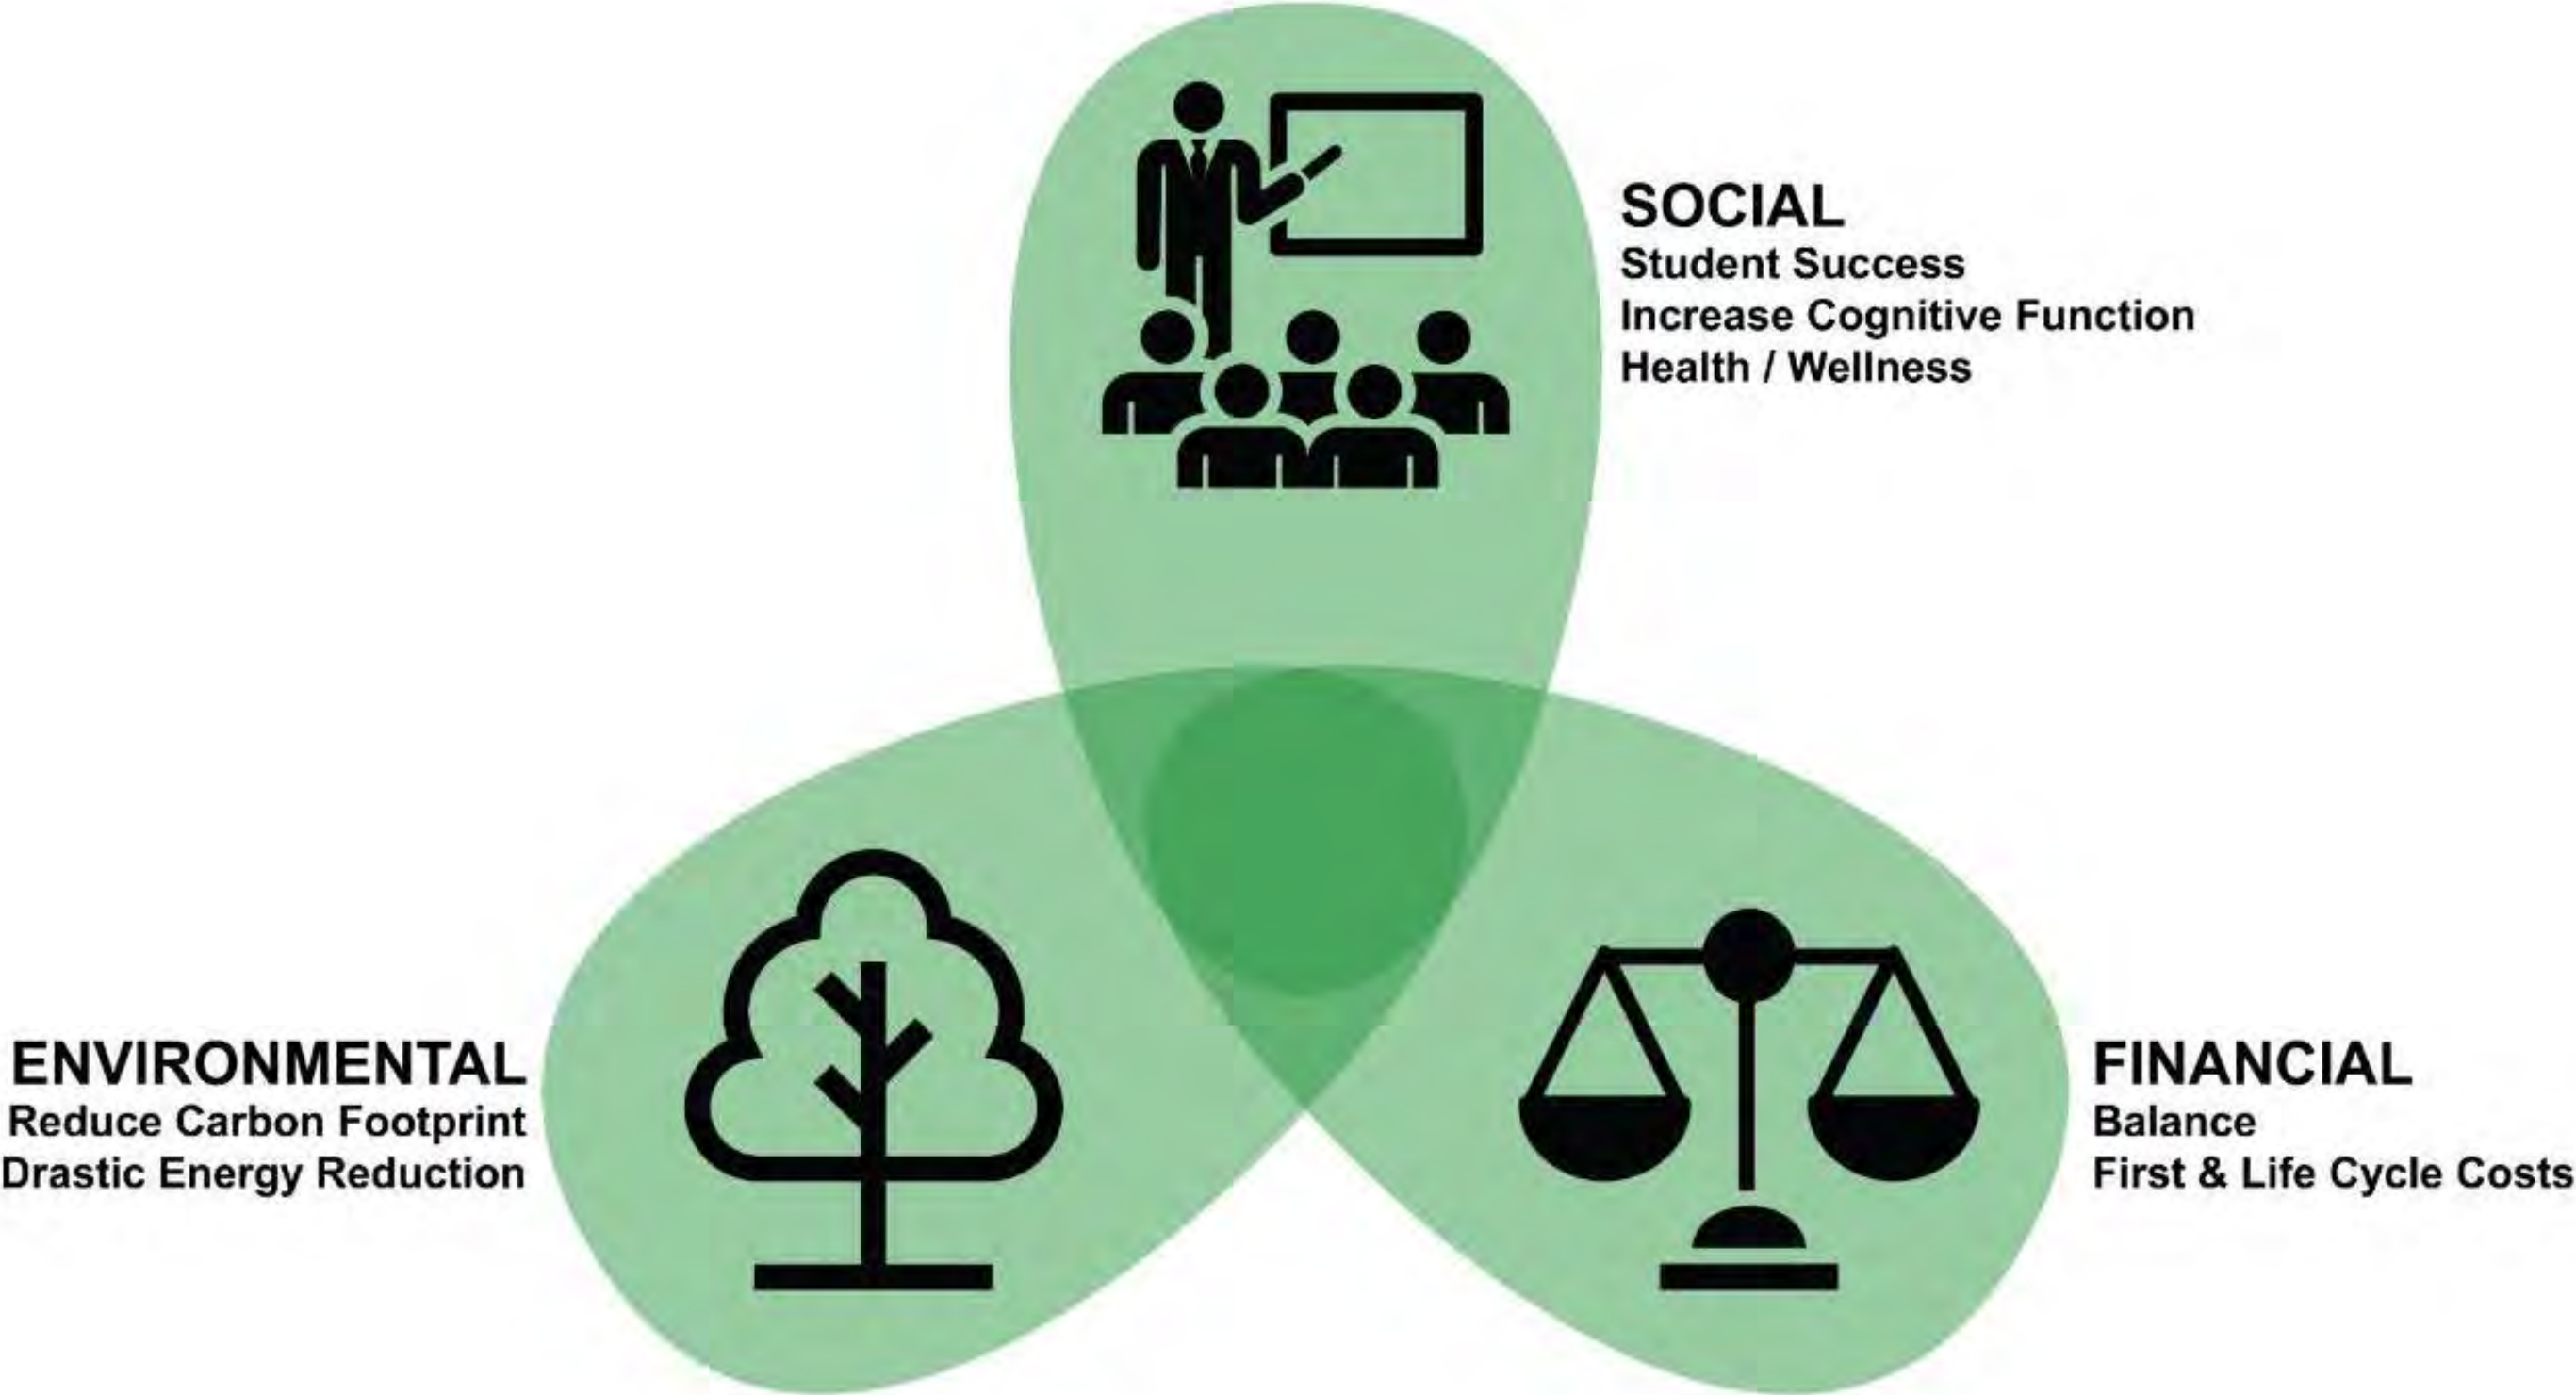 SOCIAL
Student Success
Increase Cognitive Function
Health / Wellness
ENVIRONMENTAL
Reduce Carbon Footprint
Drastic Energy Reduction
FINANCIAL
Balance
First & Life Cycle Costs